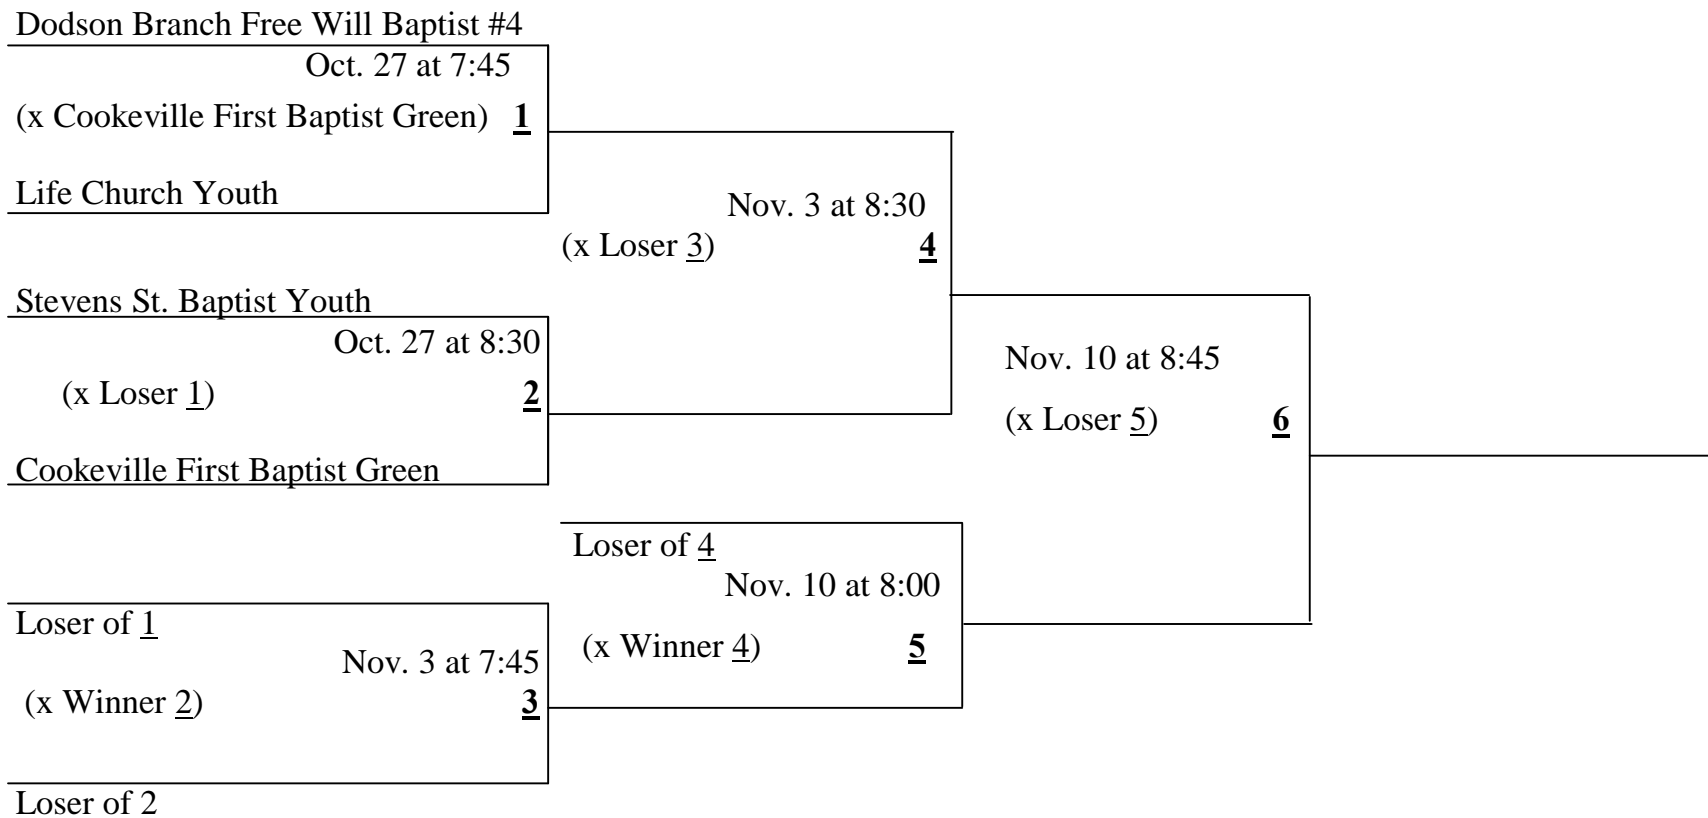 Dodson Branch Free Will Baptist #4
Oct. 27 at 7:45
(x Cookeville First Baptist Green) 1
Life Church Youth
Nov. 3 at 8:30
(x Loser 3) 4
Stevens St. Baptist Youth
Oct. 27 at 8:30
(x Loser 1) 2
Cookeville First Baptist Green
Nov. 10 at 8:45
(x Loser 5) 6
Loser of 4
Nov. 10 at 8:00
(x Winner 4) 5
Loser of 1
Nov. 3 at 7:45
(x Winner 2) 3
Loser of 2